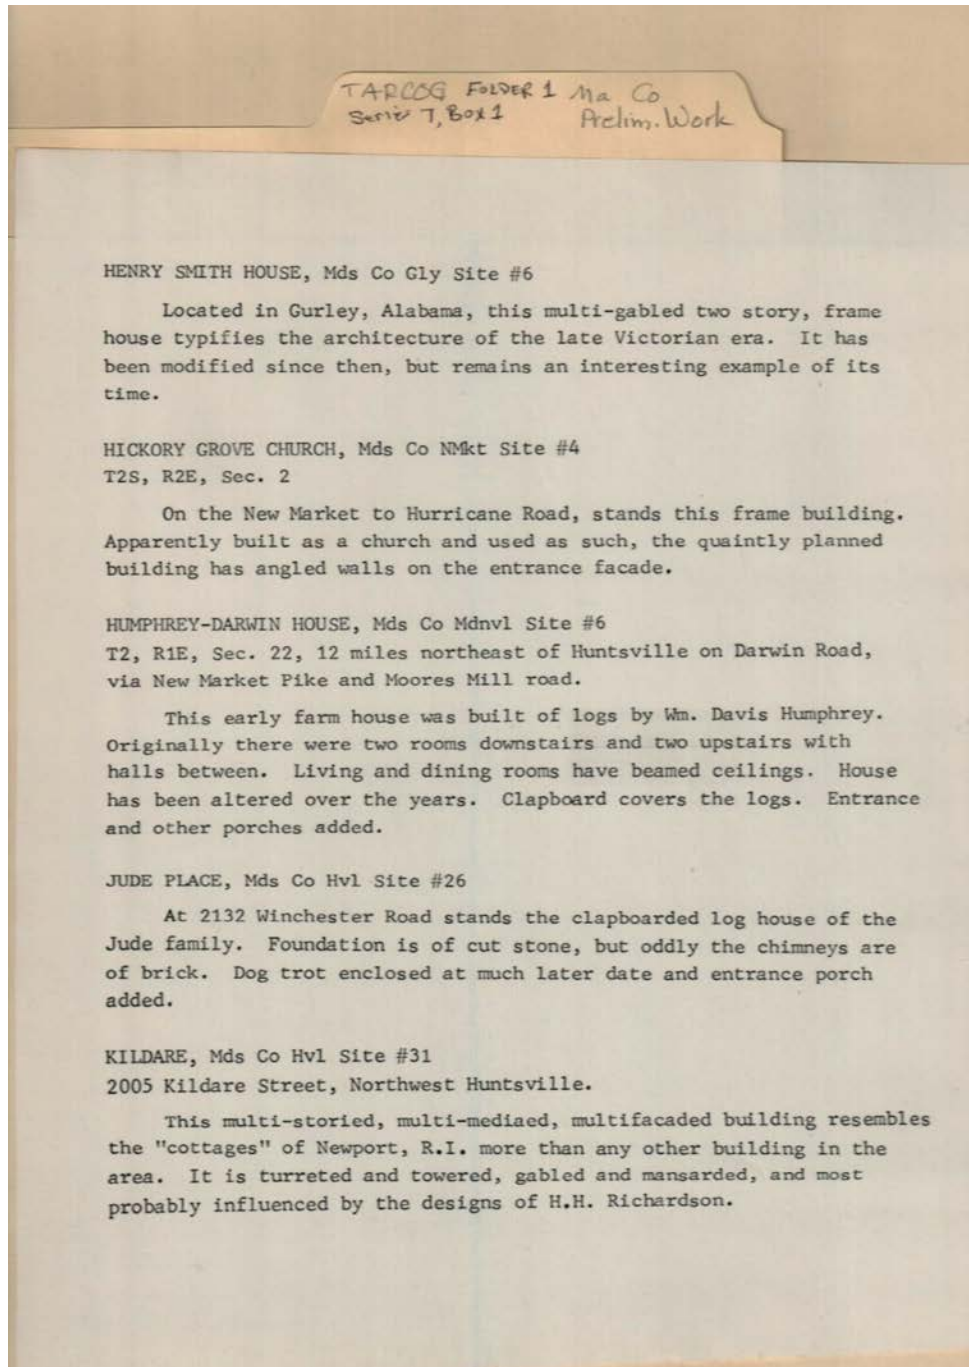 TARCOG FOLDER 1 Ma Co
Series 7, Box 1 Prelim. Work
HENRY SMITH HOUSE, Mds Co Gly Site #6
Located in Gurley, Alabama, this multi-gabled two story, frame
house typifies the architecture of the late Victorian era. It has
been modified since then, but remains an interesting example of its
time.
HICKORY GROVE CHURCH, Mds Co NMkt Site #4
T2S, R2E, Sec. 2
On the New Market to Hurricane Road, stands this frame building.
Apparently built as a church and used as such, the quaintly planned
building has angled walls on the entrance facade.
HUMPHREY-DARWIN HOUSE, Mds Co Mdnvl Site #6
T2, R1E, Sec. 22, 12 miles northeast of Huntsville on Darwin Road,
via New Market Pike and Moores Mill road.
This early farm house was built of logs by Wm. Davis Humphrey.
Originally there were two rooms downstairs and two upstairs with
halls between. Living and dining rooms have beamed ceilings. House
has been altered over the years. Clapboard covers the logs. Entrance
and other porches added.
JUDE PLACE, Mds Co Hvl Site #26
At 2132 Winchester Road stands the clapboarded log house of the
Jude family. Foundation is of cut stone, but oddly the chimneys are
of brick. Dog trot enclosed at much later date and entrance porch
added.
KILDARE, Mds Co Hvl Site #31
2005 Kildare Street, Northwest Huntsville.
This multi-storied, multi-mediaed, multifacaded building resembles
the "cottages" of Newport, R.I. more than any other building in the
area. It is turreted and towered, gabled and mansarded, and most
probably influenced by the designs of H.H. Richardson.